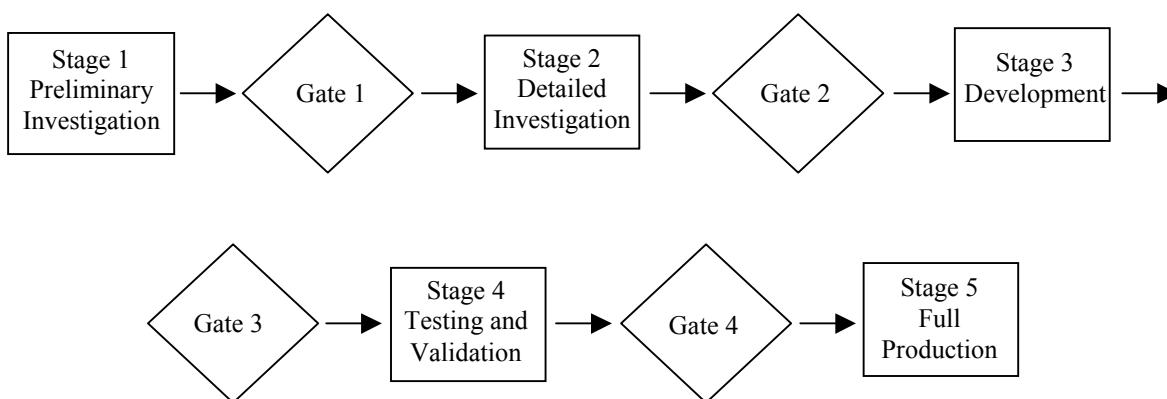 Stage 1
Preliminary
Investigation
Gate 1
Stage 2
Detailed
Investigation
Gate 2
Stage 3
Development
Gate 3
Stage 4
Testing and
Validation
Gate 4
Stage 5
Full
Production